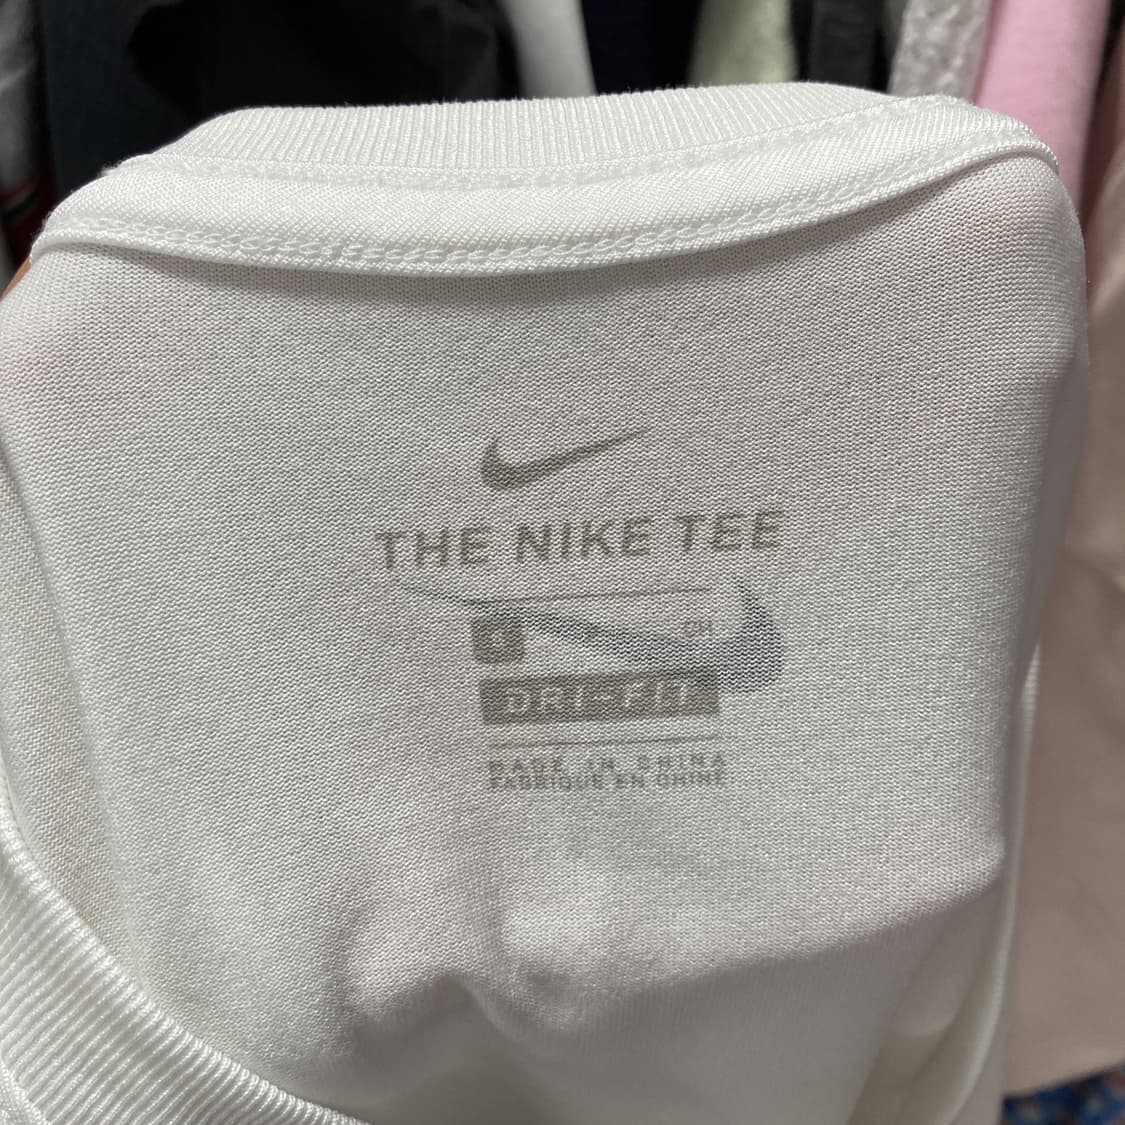 THE NIKE TEE
DRI-FIT
MADE IN CHINA
FABRIQUÉ EN CHINE